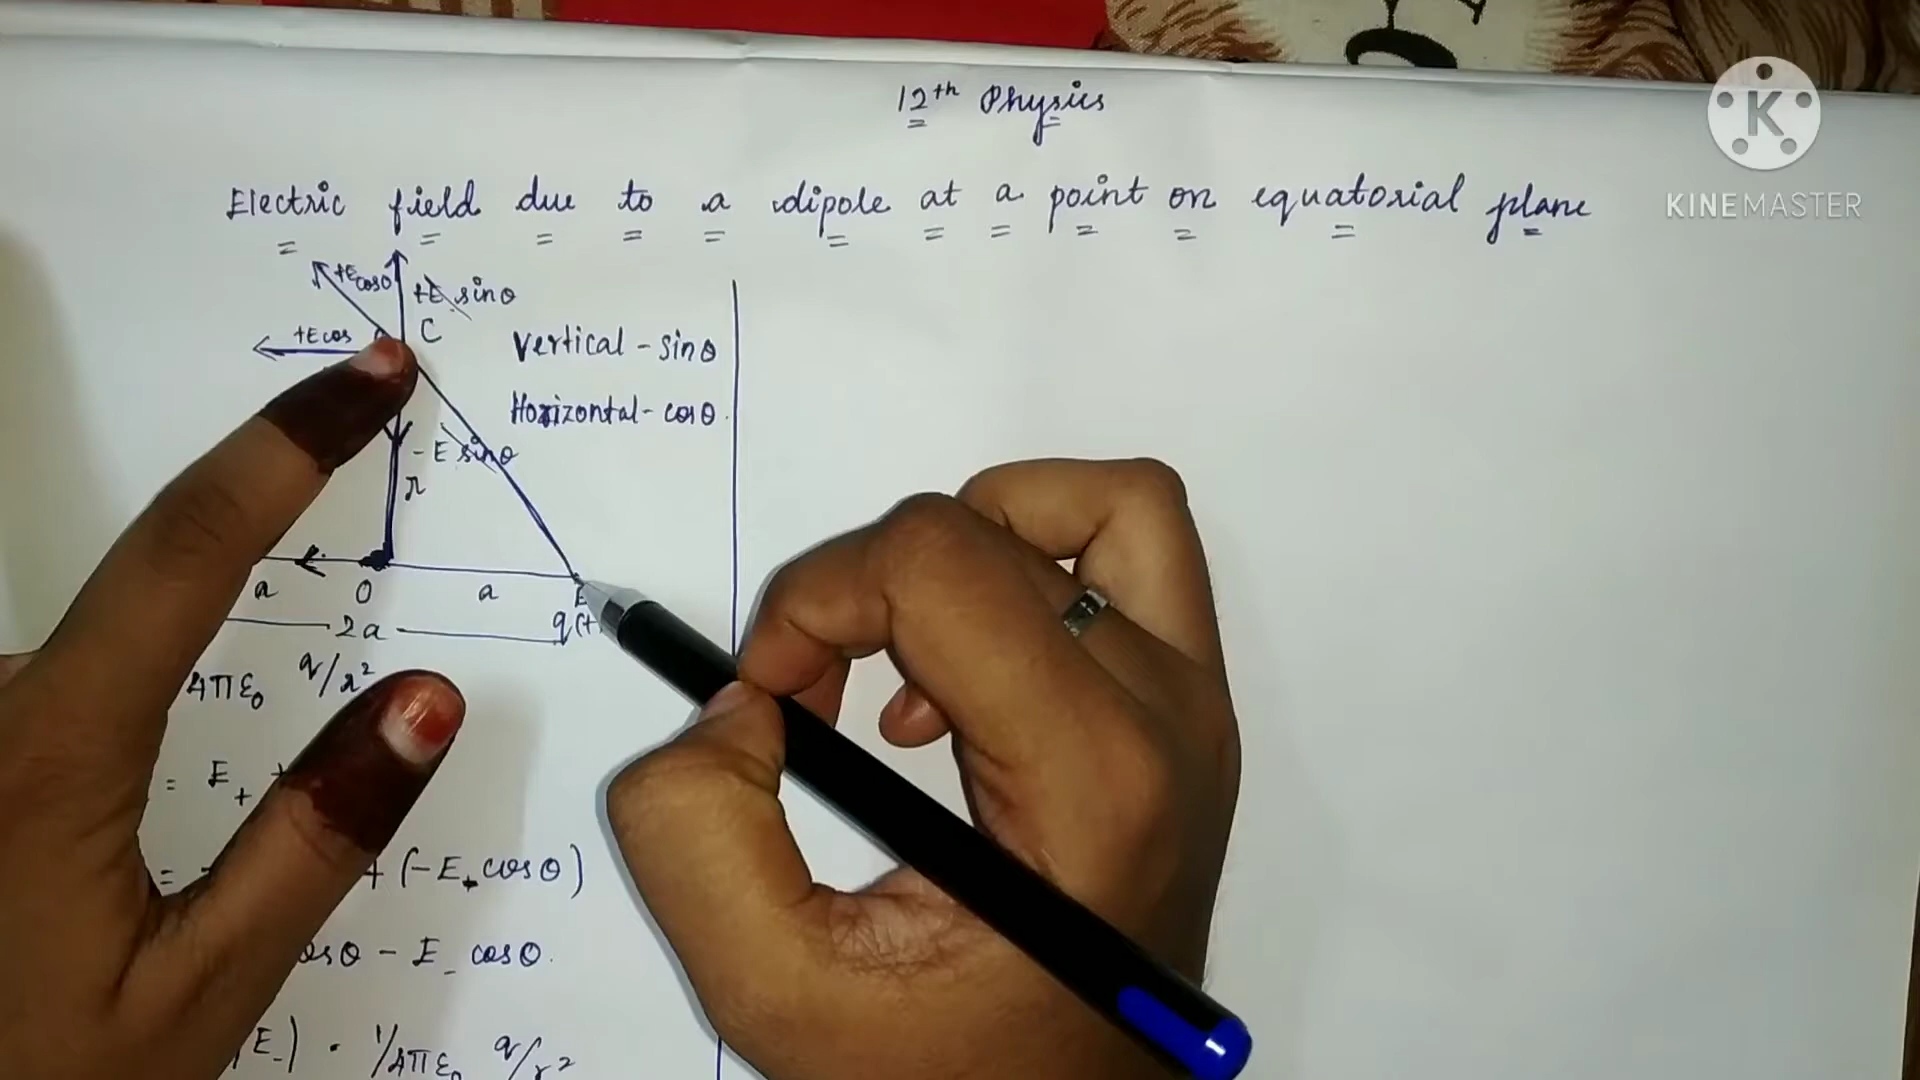 12th Physics
KINEMASTER
Electric field due to a dipole at a point on equatorial plane
+E cosθ
+E sinθ
+E cos
C
Vertical - sinθ
Horizontal - cosθ
- E sinθ
r
a O a
2a q(+
4πε0 q/r²
= E+ +
= + (-E cosθ)
cosθ - E- cosθ.
E-) . 1/4πε0 q/r²